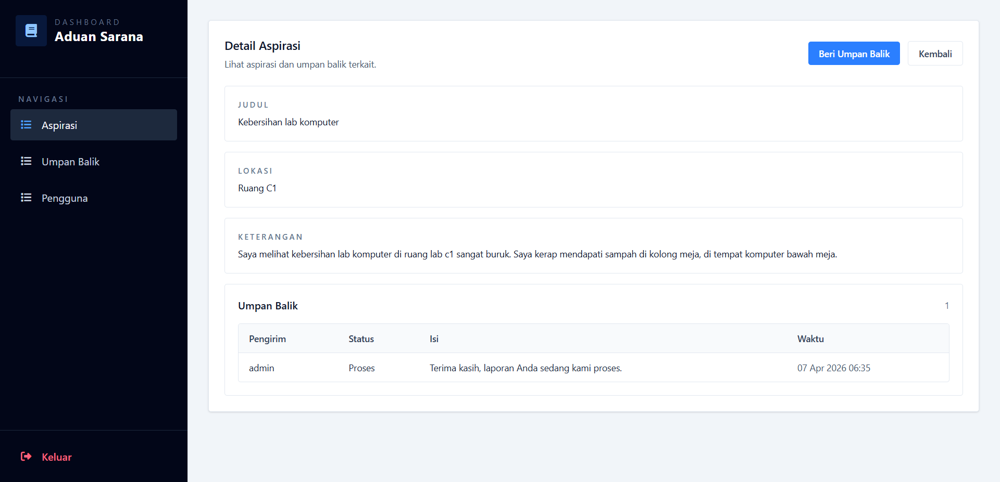 DASHBOARD
Aduan Sarana
NAVIGASI
Aspirasi
Umpan Balik
Pengguna
Keluar
Detail Aspirasi
Lihat aspirasi dan umpan balik terkait.
Beri Umpan Balik
Kembali
JUDUL
Kebersihan lab komputer
LOKASI
Ruang C1
KETERANGAN
Saya melihat kebersihan lab komputer di ruang lab c1 sangat buruk. Saya kerap mendapati sampah di kolong meja, di tempat komputer bawah meja.
Umpan Balik 1
Pengirim Status Isi Waktu
admin Proses Terima kasih, laporan Anda sedang kami proses. 07 Apr 2026 06:35